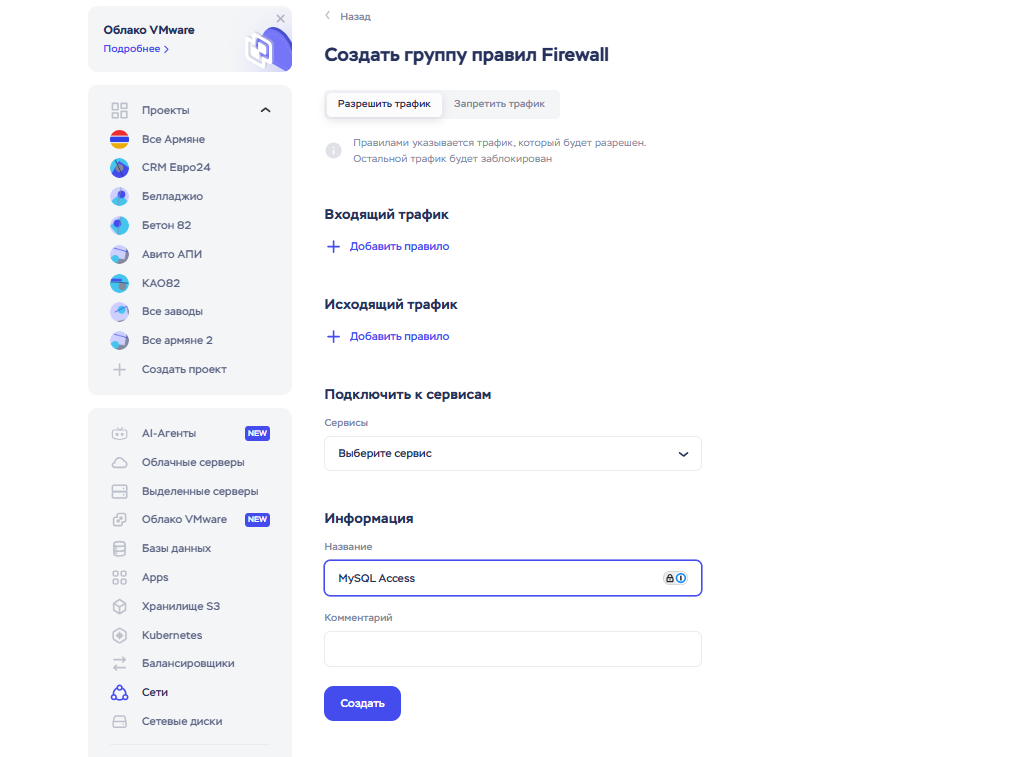 Облако VMware
Подробнее
Проекты
Все Армяне
CRM Евро24
Белладжио
Бетон 82
Авито АПИ
КАО82
Все заводы
Все армяне 2
Создать проект
AI-Агенты NEW
Облачные серверы
Выделенные серверы
Облако VMware NEW
Базы данных
Apps
Хранилище S3
Kubernetes
Балансировщики
Сети
Сетевые диски
Назад
Создать группу правил Firewall
Разрешить трафик Запретить трафик
Правилами указывается трафик, который будет разрешен.
Остальной трафик будет заблокирован
Входящий трафик
Добавить правило
Исходящий трафик
Добавить правило
Подключить к сервисам
Сервисы
Выберите сервис
Информация
Название
MySQL Access
Комментарий
Создать